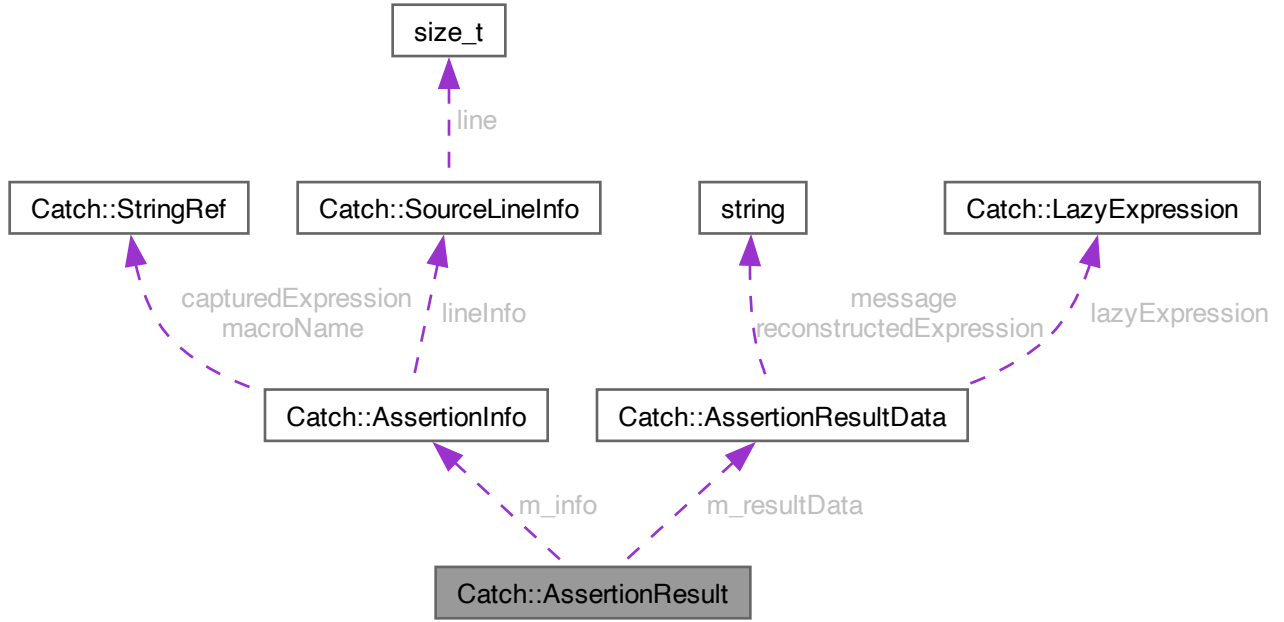 size_t
line
Catch::StringRef
Catch::SourceLineInfo
string
Catch::LazyExpression
capturedExpression
macroName
lineInfo
message
reconstructedExpression
lazyExpression
Catch::AssertionInfo
Catch::AssertionResultData
m_info
m_resultData
Catch::AssertionResult